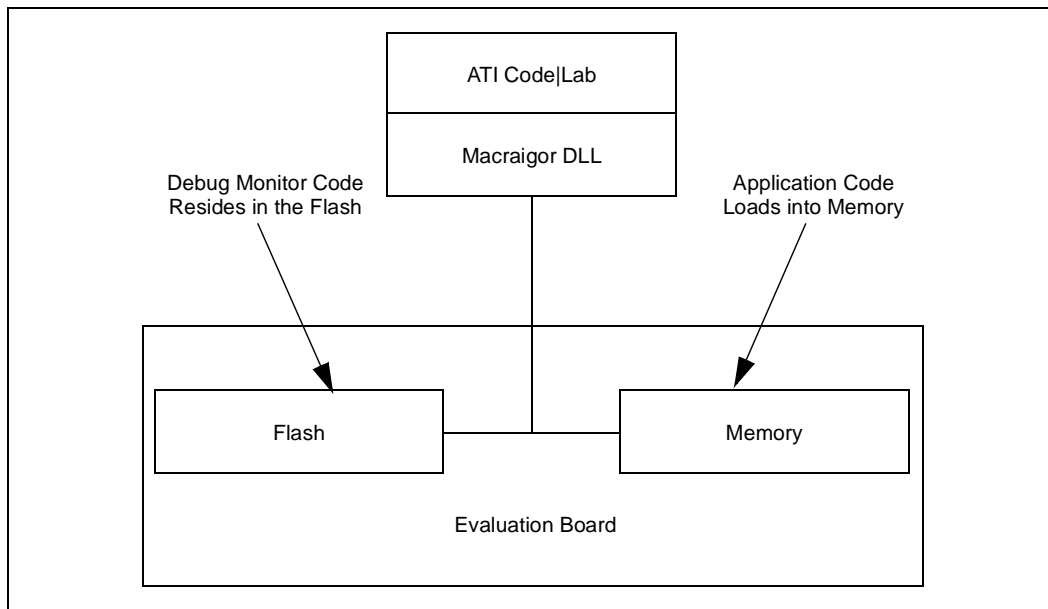 ATI Code|Lab
Macraigor DLL
Debug Monitor Code
Resides in the Flash
Application Code
Loads into Memory
Flash
Memory
Evaluation Board